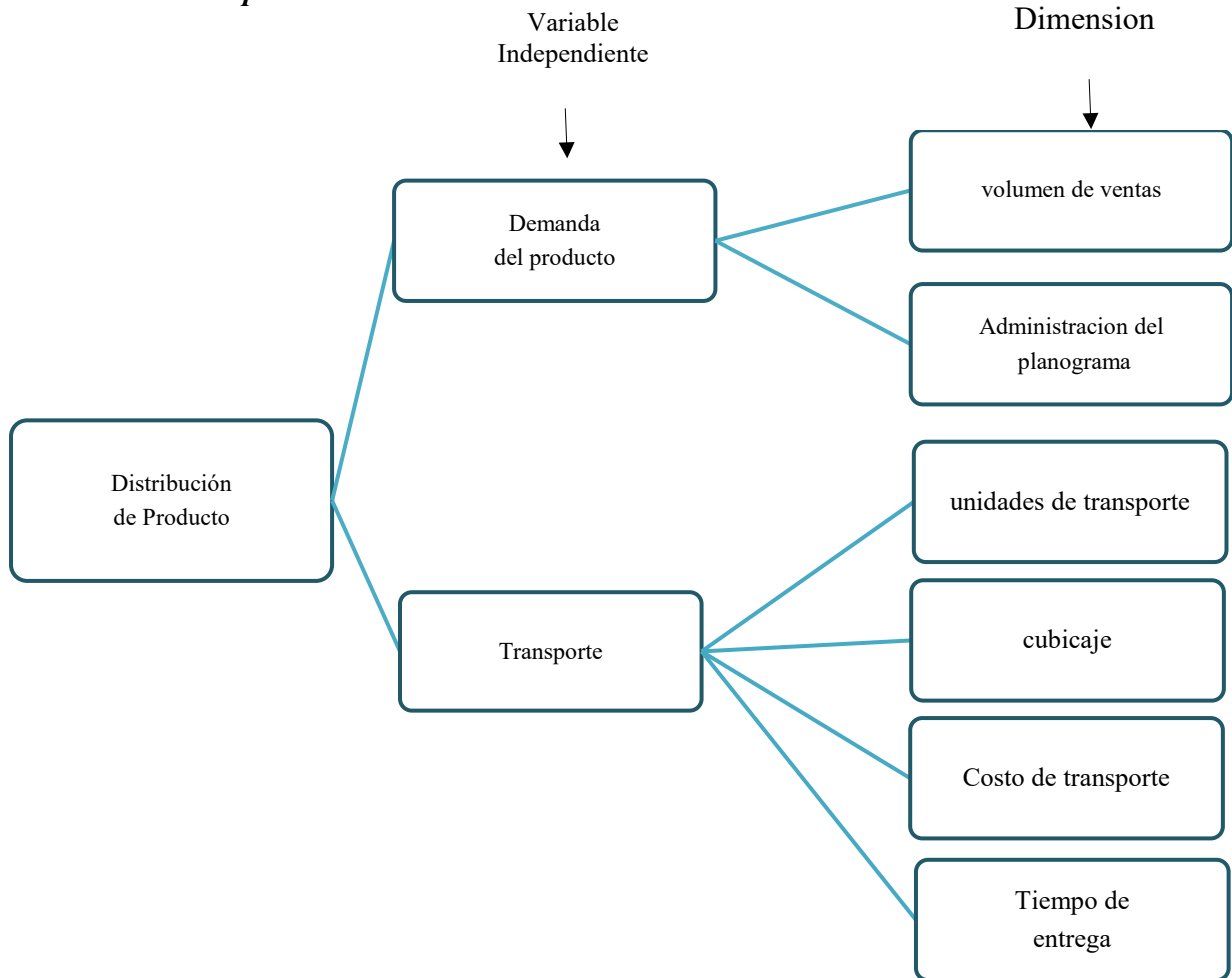 Variable
Independiente
Dimension
Demanda
del producto
volumen de ventas
Administracion del
planograma
Distribución
de Producto
Transporte
unidades de transporte
cubicaje
Costo de transporte
Tiempo de
entrega